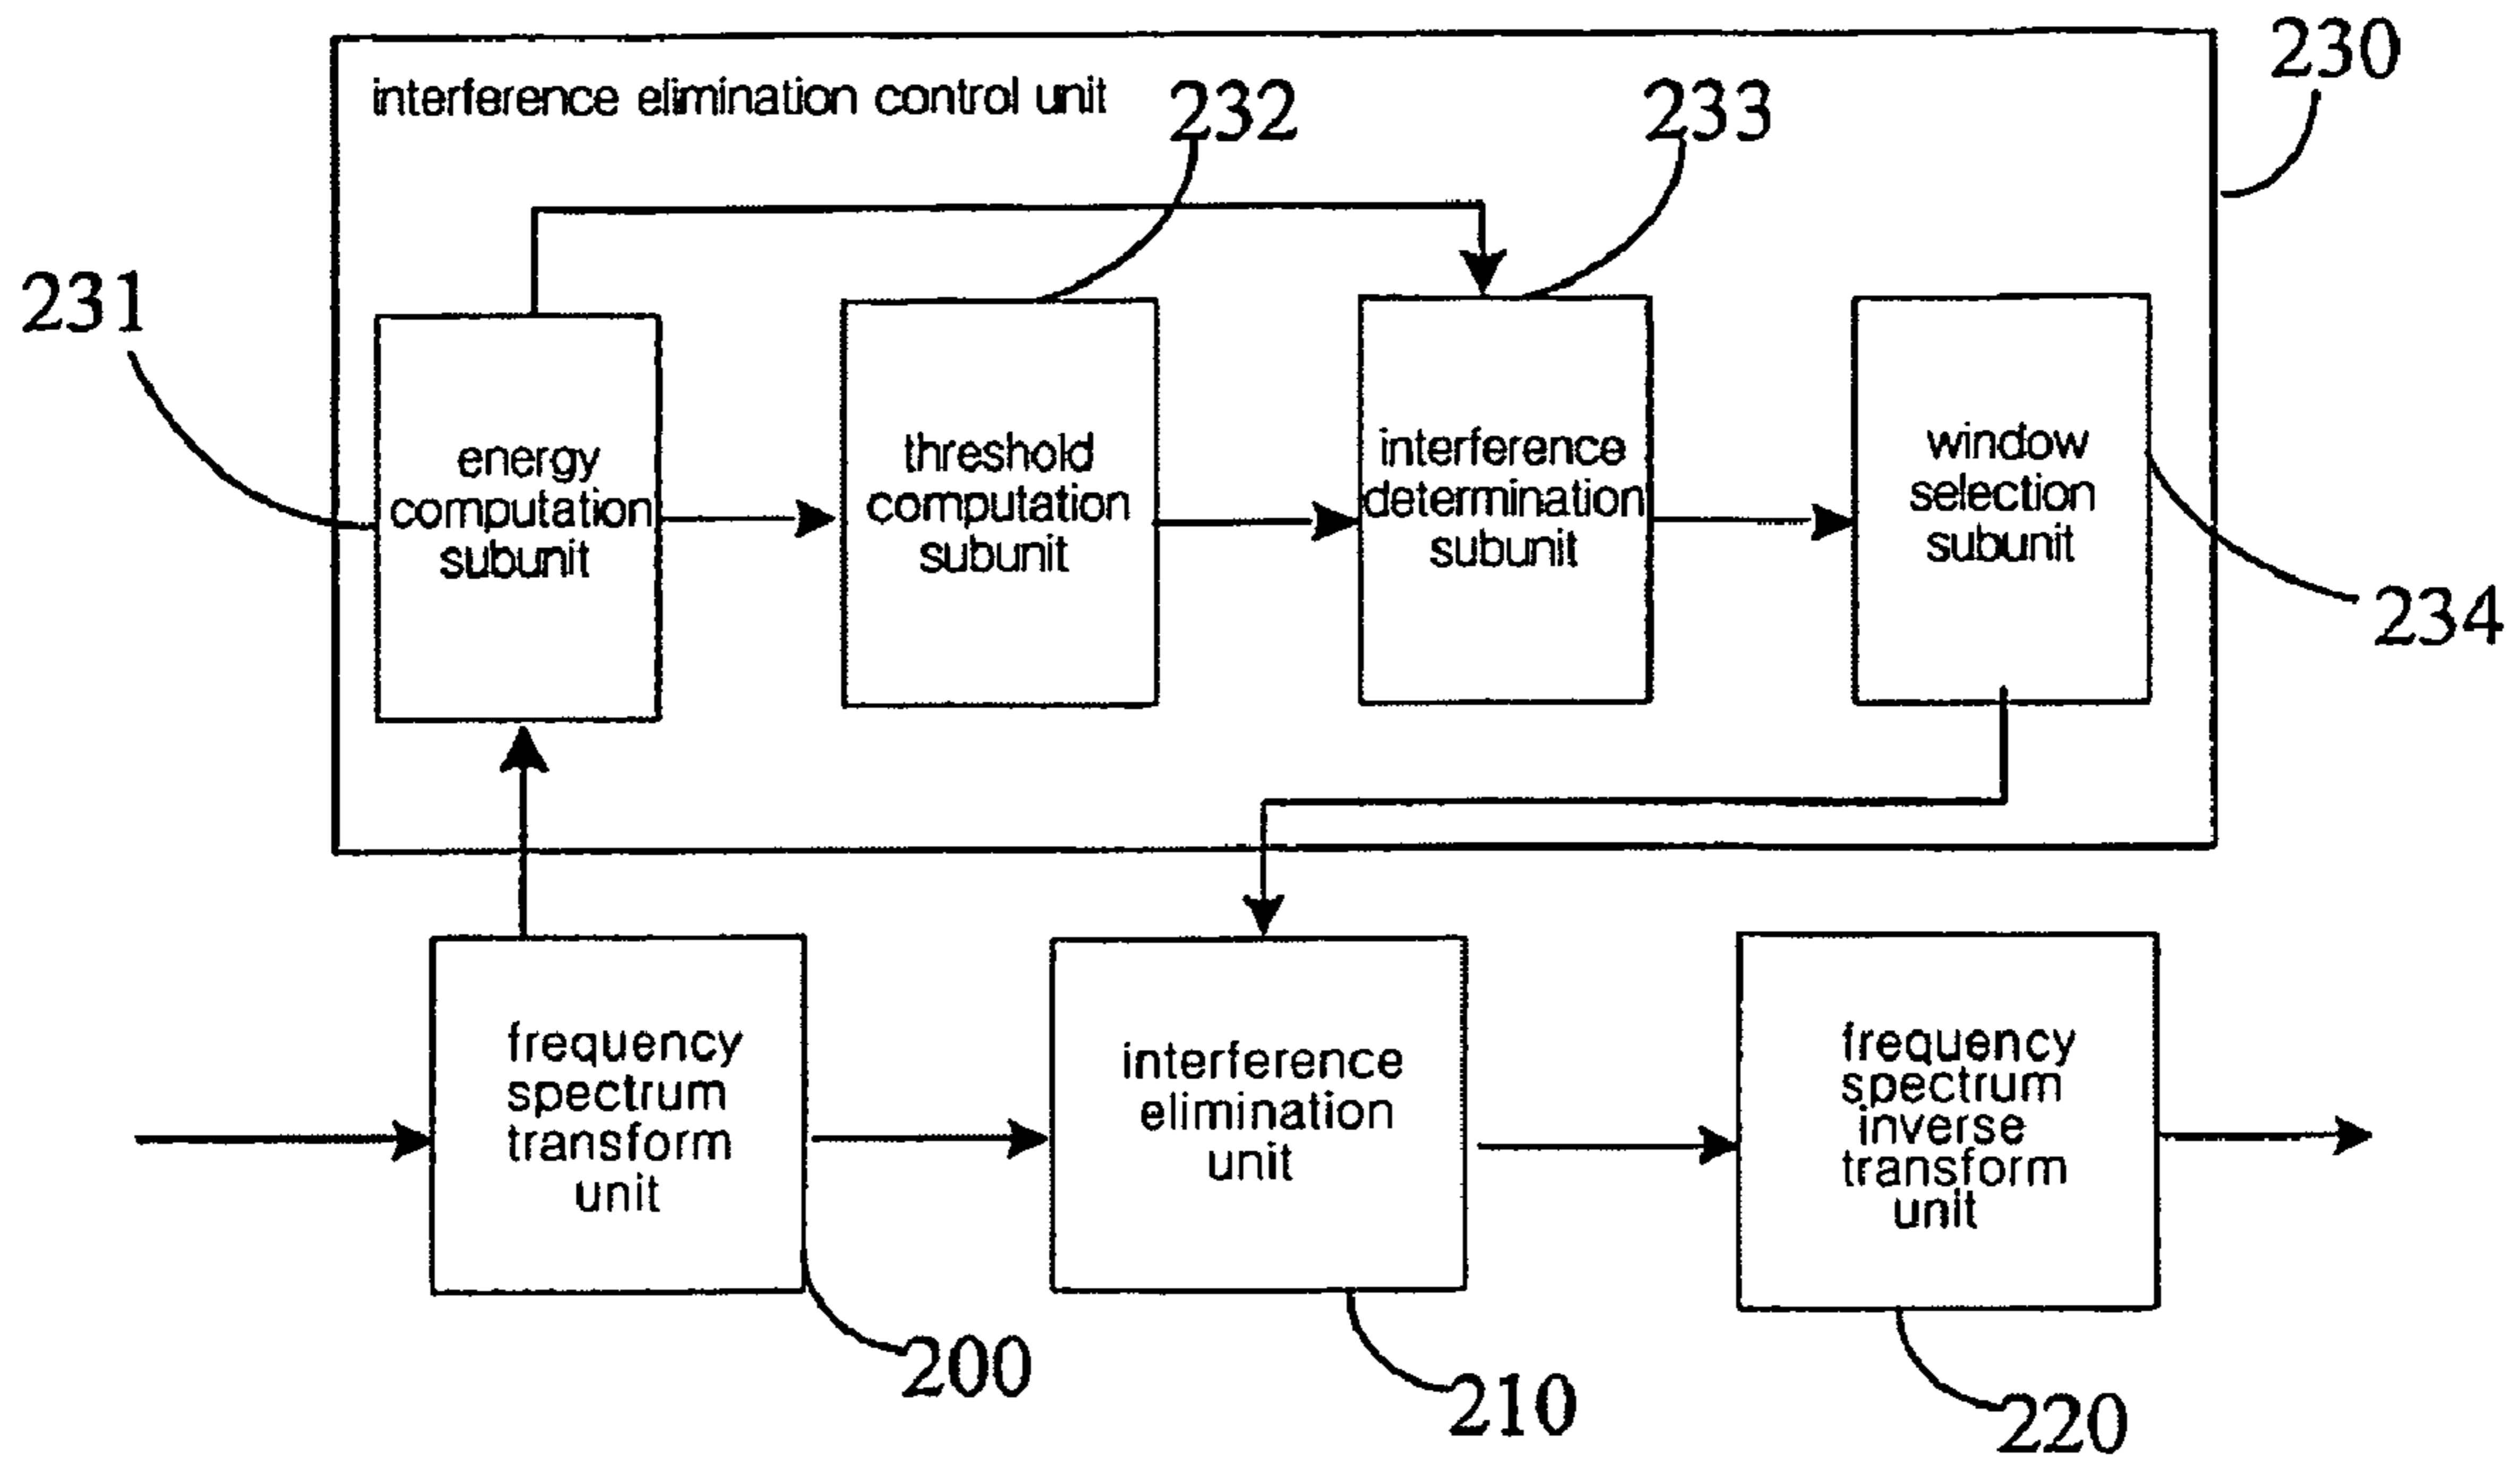 230
interference elimination control unit
232
233
231
energy
computation
subunit
threshold
computation
subunit
interference
determination
subunit
window
selection
subunit
234
frequency
spectrum
transform
unit
interference
elimination
unit
frequency
spectrum
inverse
transform
unit
200
210
220